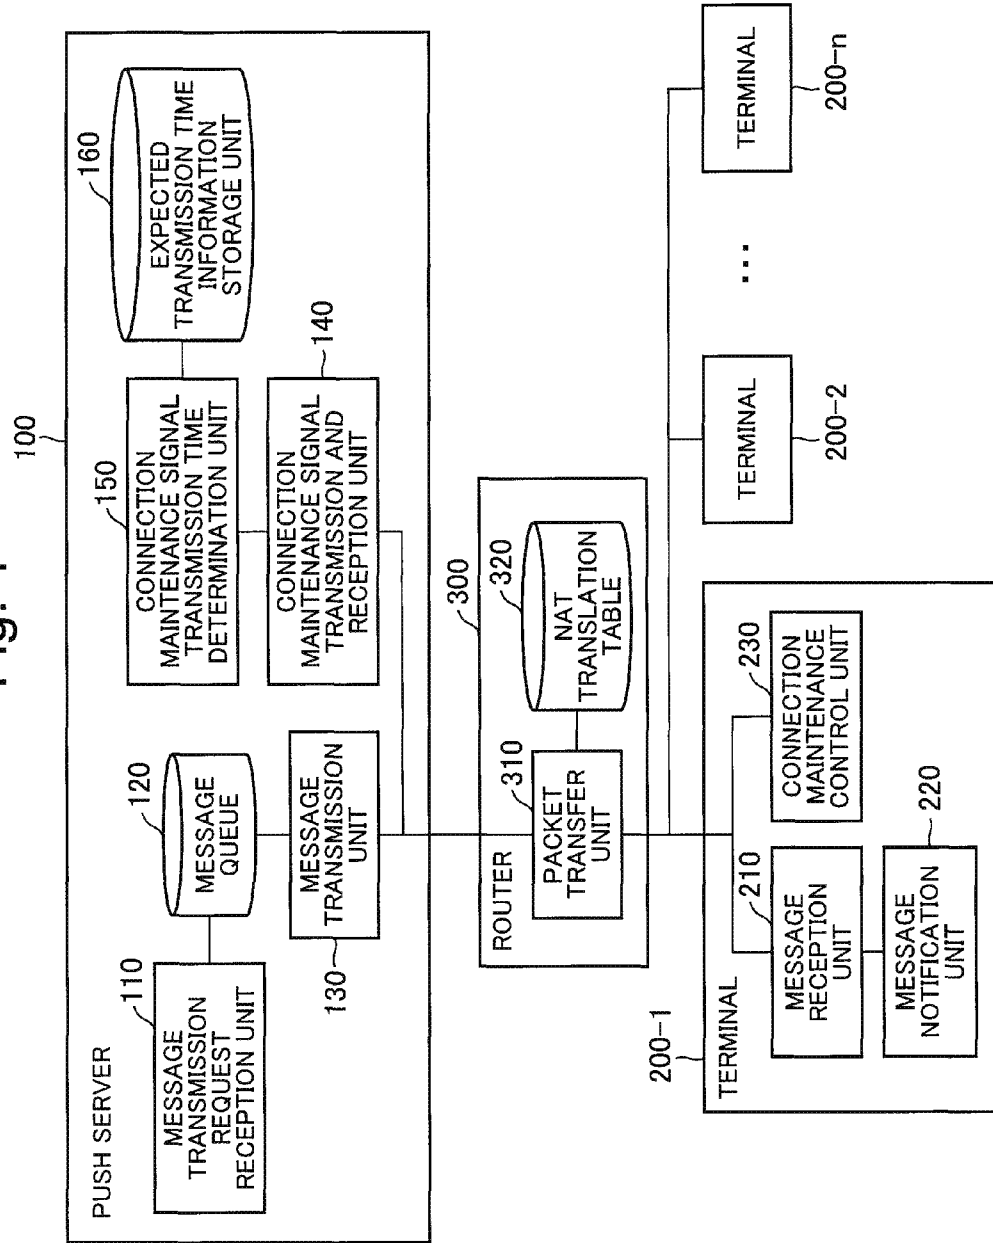 Fig.
100
PUSH SERVER
110
MESSAGE
TRANSMISSION
REQUEST
RECEPTION UNIT
120
MESSAGE
QUEUE
130
MESSAGE
TRANSMISSION
UNIT
150
CONNECTION
MAINTENANCE SIGNAL
TRANSMISSION TIME
DETERMINATION UNIT
160
EXPECTED
TRANSMISSION TIME
INFORMATION
STORAGE UNIT
140
CONNECTION
MAINTENANCE SIGNAL
TRANSMISSION AND
RECEPTION UNIT
300
ROUTER
310
PACKET
TRANSFER
UNIT
320
NAT
TRANSLATION
TABLE
200-1
TERMINAL
210
MESSAGE
RECEPTION
UNIT
230
CONNECTION
MAINTENANCE
CONTROL UNIT
220
MESSAGE
NOTIFICATION
UNIT
TERMINAL
200-2
...
TERMINAL
200-n